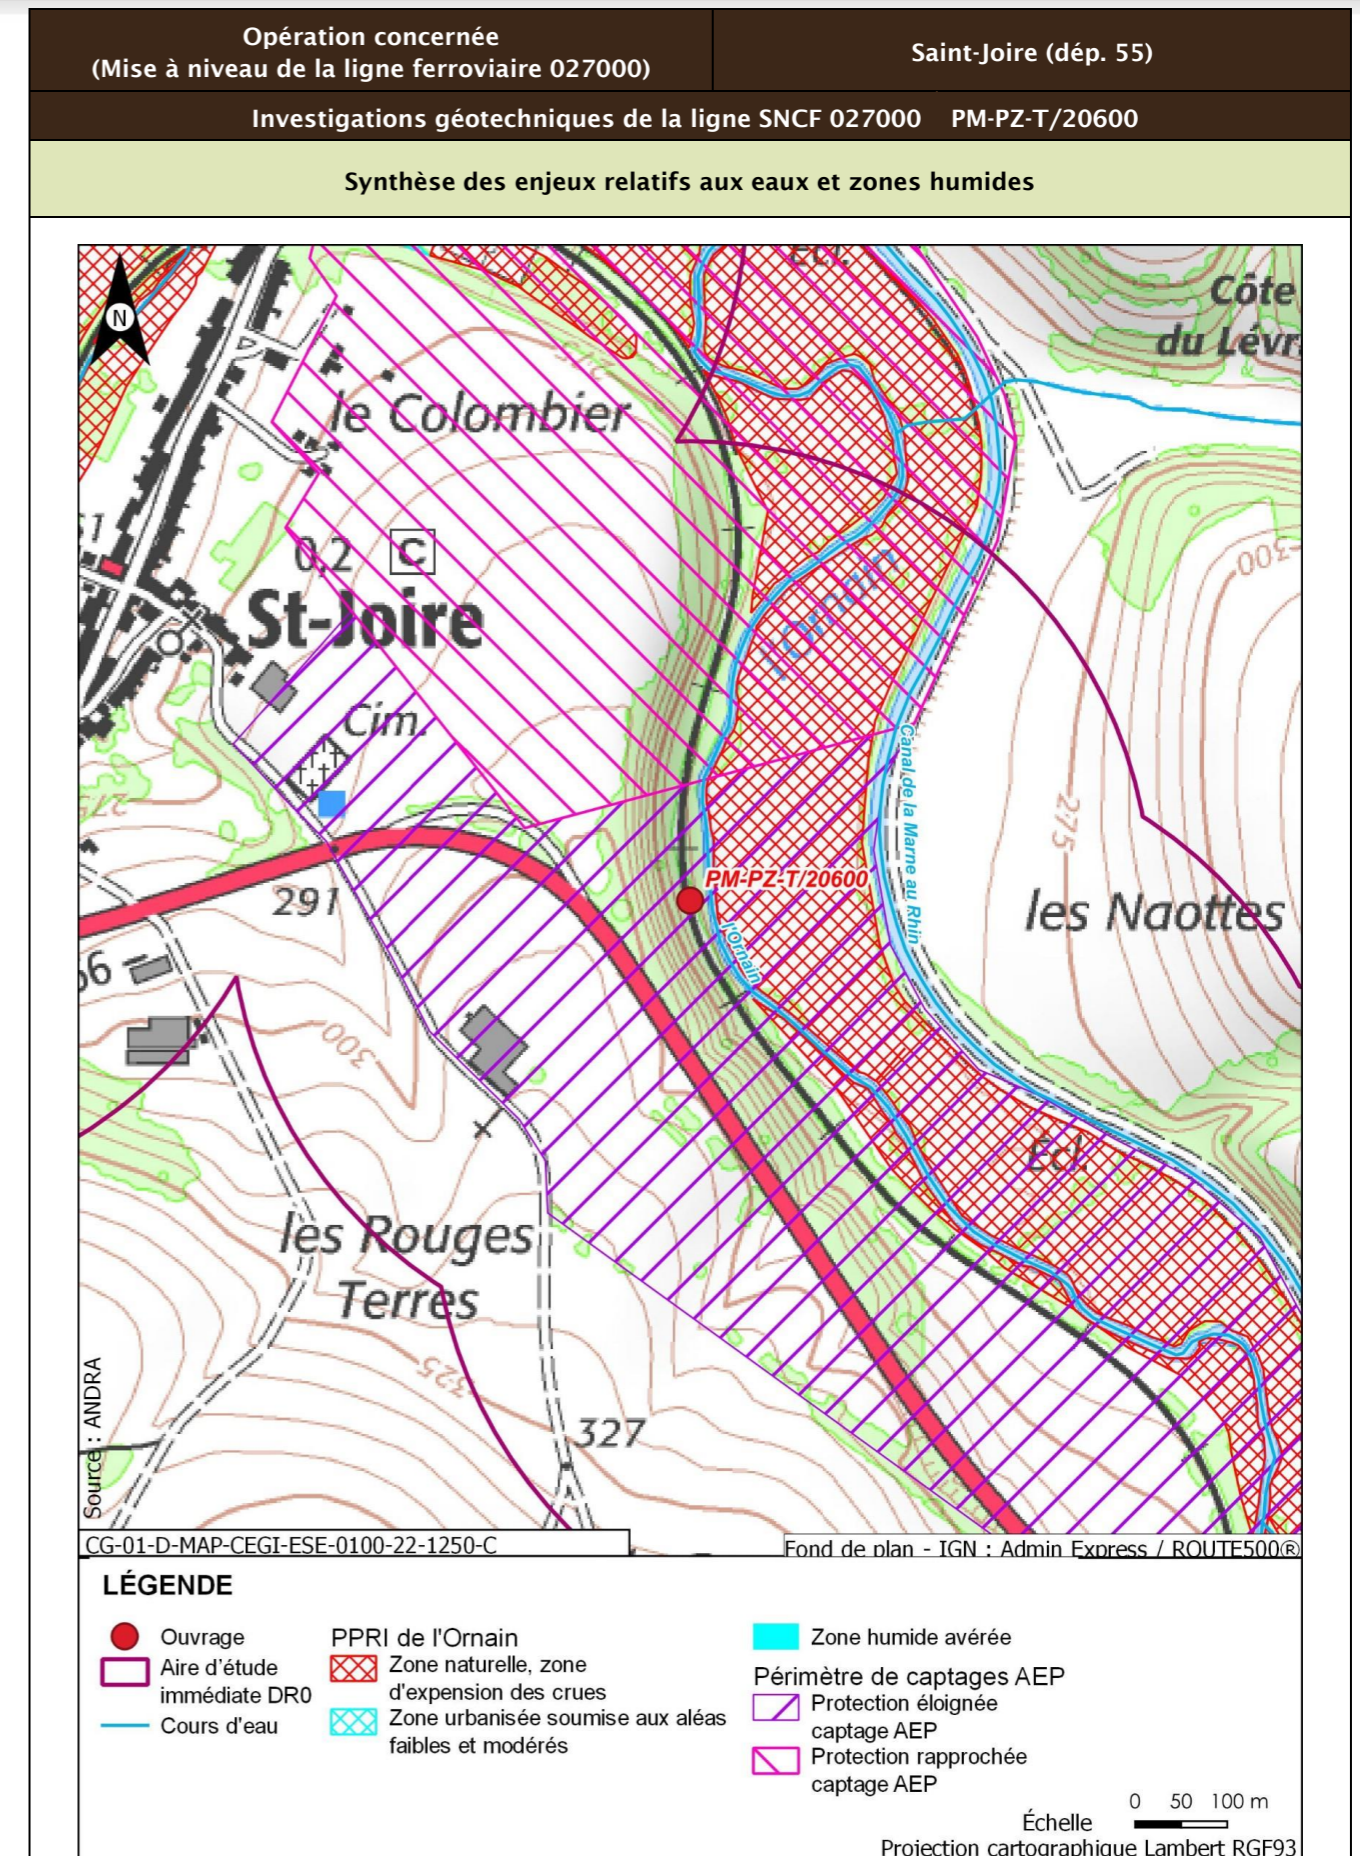 Opération concernée
(Mise à niveau de la ligne ferroviaire 027000)
Saint-Joire (dép. 55)
Investigations géotechniques de la ligne SNCF 027000 PM-PZ-T/20600
Synthèse des enjeux relatifs aux eaux et zones humides
N
Ecl.
Côte
du Lévr
le Colombier
275
51
0,2 C
300
St-Joire
l'Ornain
Cim.
Canal de la Marne au Rhin
275
275
PM-PZ-T/20600
291
les Naottes
l'Ornain
66
300
Ecl.
les Rouges
Terres
325
327
Source : ANDRA
CG-01-D-MAP-CEGI-ESE-0100-22-1250-C
Fond de plan - IGN : Admin Express / ROUTE500®
LÉGENDE
Ouvrage
Aire d'étude
immédiate DR0
Cours d'eau
PPRI de l'Ornain
Zone naturelle, zone
d'expension des crues
Zone urbanisée soumise aux aléas
faibles et modérés
Zone humide avérée
Périmètre de captages AEP
Protection éloignée
captage AEP
Protection rapprochée
captage AEP
0 50 100 m
Échelle
Projection cartographique Lambert RGF93